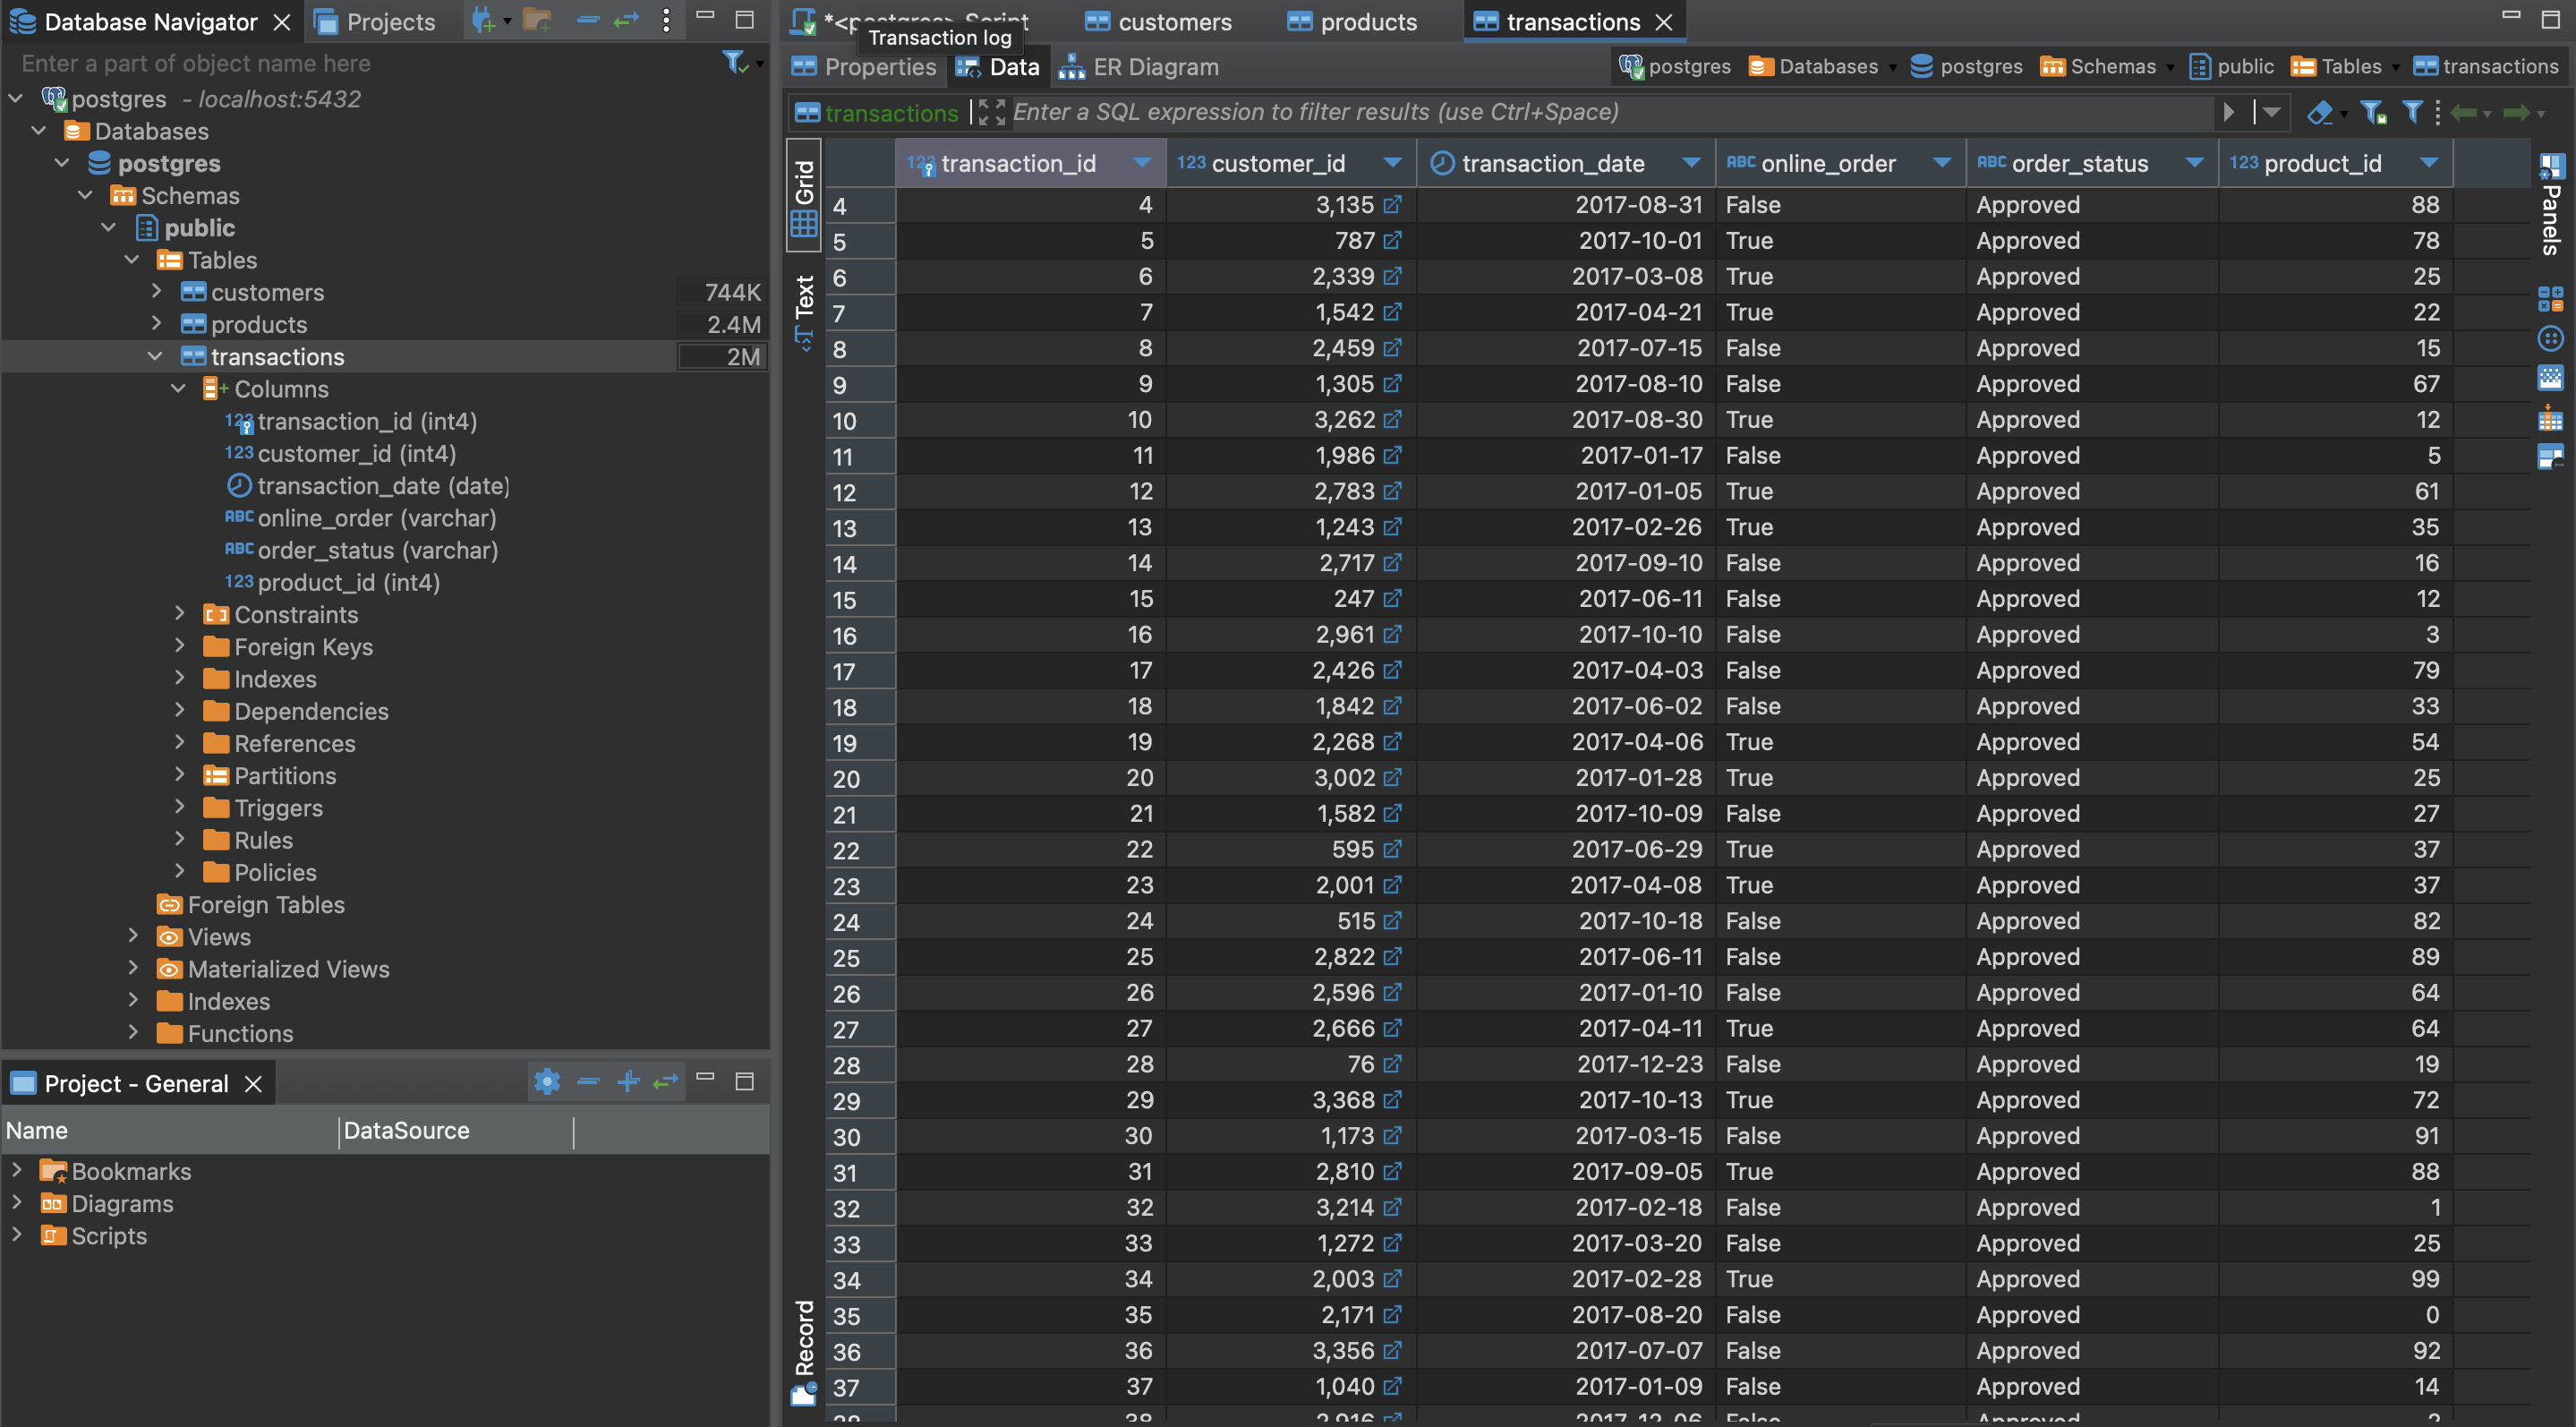 Database Navigator
Projects
Enter a part of object name here
postgres - localhost:5432
Databases
postgres
Schemas
public
Tables
customers 744K
products 2.4M
transactions 2M
Columns
transaction_id (int4)
customer_id (int4)
transaction_date (date)
online_order (varchar)
order_status (varchar)
product_id (int4)
Constraints
Foreign Keys
Indexes
Dependencies
References
Partitions
Triggers
Rules
Policies
Foreign Tables
Views
Materialized Views
Indexes
Functions
Project - General
Name DataSource
Bookmarks
Diagrams
Scripts
*<postgres> Script customers products transactions
Transaction log
Properties Data ER Diagram postgres Databases postgres Schemas public Tables transactions
transactions Enter a SQL expression to filter results (use Ctrl+Space)
Grid
Text
Record
Panels
123 transaction_id 123 customer_id transaction_date ABC online_order ABC order_status 123 product_id
4 4 3,135 2017-08-31 False Approved 88
5 5 787 2017-10-01 True Approved 78
6 6 2,339 2017-03-08 True Approved 25
7 7 1,542 2017-04-21 True Approved 22
8 8 2,459 2017-07-15 False Approved 15
9 9 1,305 2017-08-10 False Approved 67
10 10 3,262 2017-08-30 True Approved 12
11 11 1,986 2017-01-17 False Approved 5
12 12 2,783 2017-01-05 True Approved 61
13 13 1,243 2017-02-26 True Approved 35
14 14 2,717 2017-09-10 False Approved 16
15 15 247 2017-06-11 False Approved 12
16 16 2,961 2017-10-10 False Approved 3
17 17 2,426 2017-04-03 False Approved 79
18 18 1,842 2017-06-02 False Approved 33
19 19 2,268 2017-04-06 True Approved 54
20 20 3,002 2017-01-28 True Approved 25
21 21 1,582 2017-10-09 False Approved 27
22 22 595 2017-06-29 True Approved 37
23 23 2,001 2017-04-08 True Approved 37
24 24 515 2017-10-18 False Approved 82
25 25 2,822 2017-06-11 False Approved 89
26 26 2,596 2017-01-10 False Approved 64
27 27 2,666 2017-04-11 True Approved 64
28 28 76 2017-12-23 False Approved 19
29 29 3,368 2017-10-13 True Approved 72
30 30 1,173 2017-03-15 False Approved 91
31 31 2,810 2017-09-05 True Approved 88
32 32 3,214 2017-02-18 False Approved 1
33 33 1,272 2017-03-20 False Approved 25
34 34 2,003 2017-02-28 True Approved 99
35 35 2,171 2017-08-20 False Approved 0
36 36 3,356 2017-07-07 False Approved 92
37 37 1,040 2017-01-09 False Approved 14